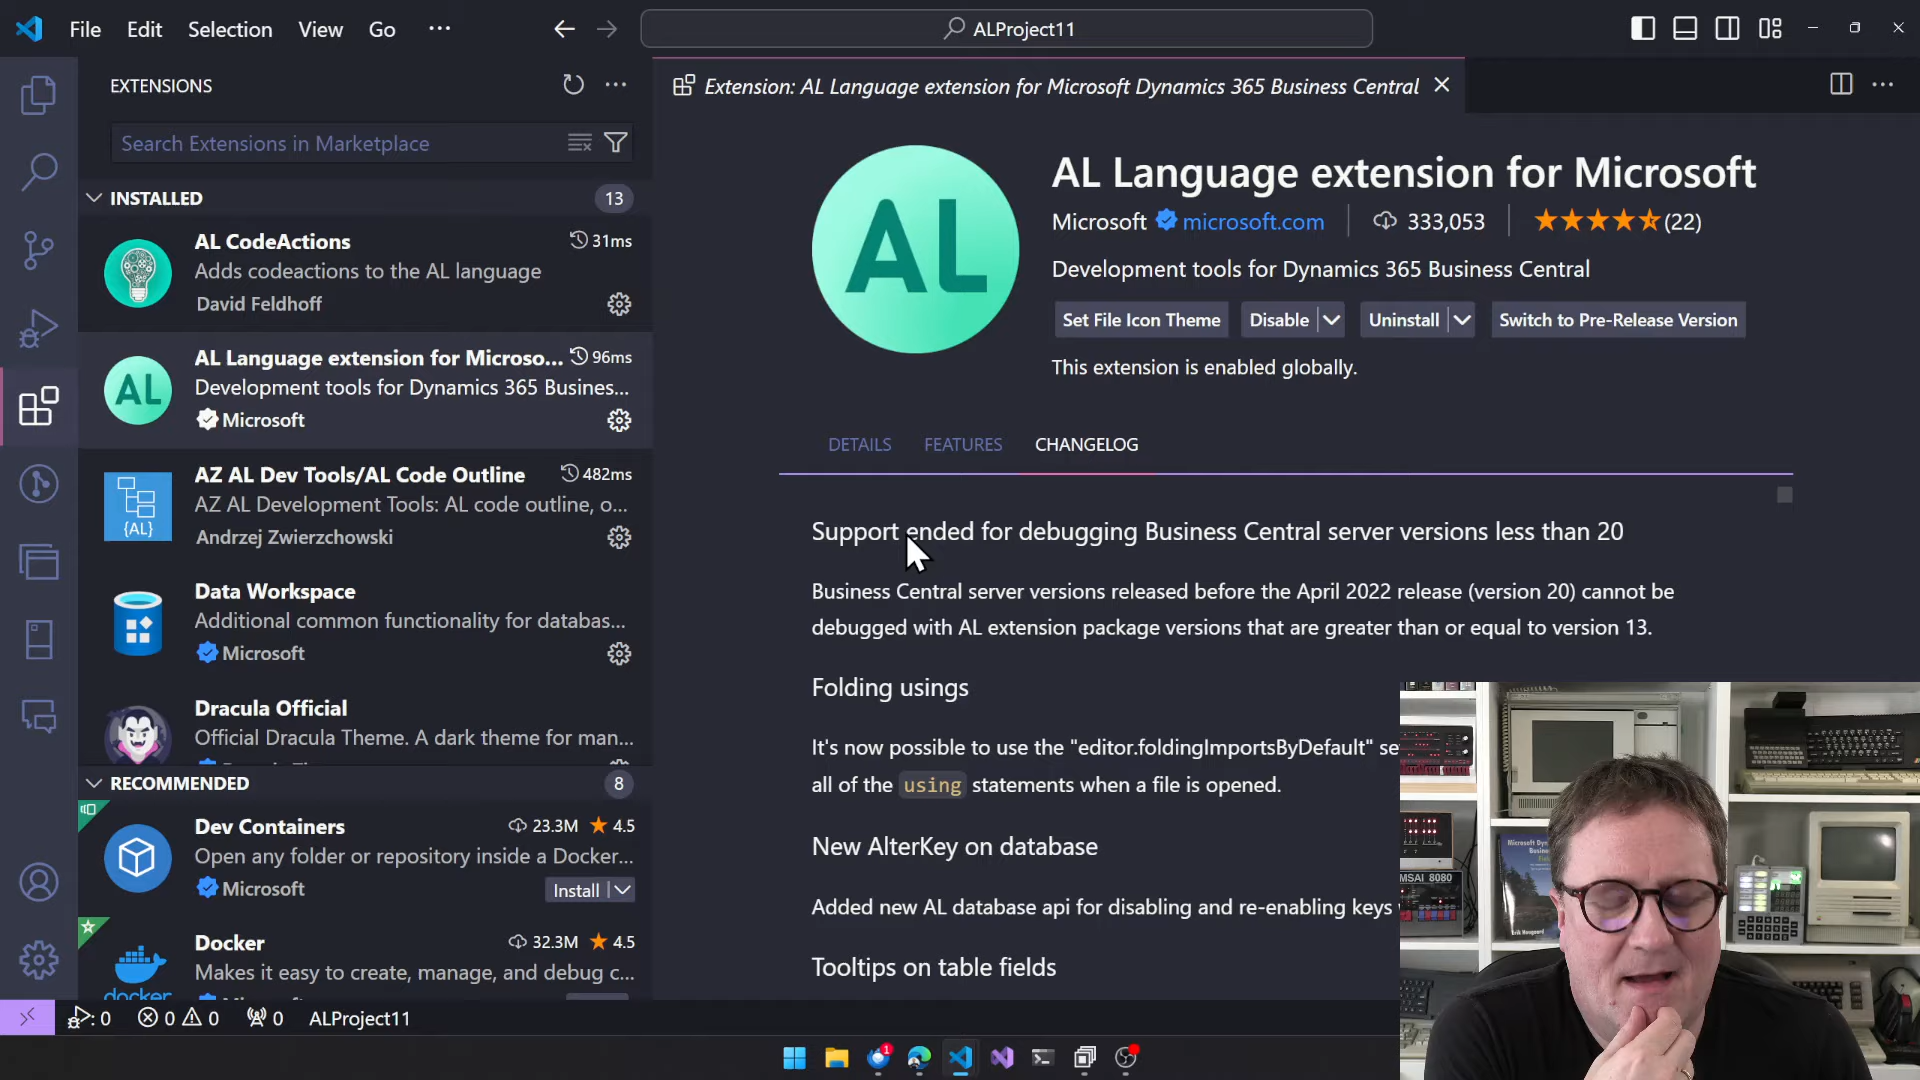 File Edit Selection View Go ···
ALProject11
EXTENSIONS
Search Extensions in Marketplace
INSTALLED 13
AL CodeActions 31ms
Adds codeactions to the AL language
David Feldhoff
AL Language extension for Microso... 96ms
Development tools for Dynamics 365 Busines...
Microsoft
AZ AL Dev Tools/AL Code Outline 482ms
AZ AL Development Tools: AL code outline, o...
Andrzej Zwierzchowski
{AL}
Data Workspace
Additional common functionality for databas...
Microsoft
Dracula Official
Official Dracula Theme. A dark theme for man...
RECOMMENDED 8
Dev Containers 23.3M 4.5
Open any folder or repository inside a Docker...
Microsoft Install
Docker 32.3M 4.5
Makes it easy to create, manage, and debug c...
docker
Extension: AL Language extension for Microsoft Dynamics 365 Business Central
AL
AL Language extension for Microsoft
Microsoft microsoft.com 333,053 (22)
Development tools for Dynamics 365 Business Central
Set File Icon Theme Disable Uninstall Switch to Pre-Release Version
This extension is enabled globally.
DETAILS FEATURES CHANGELOG
Support ended for debugging Business Central server versions less than 20
Business Central server versions released before the April 2022 release (version 20) cannot be
debugged with AL extension package versions that are greater than or equal to version 13.
Folding usings
It's now possible to use the "editor.foldingImportsByDefault" se
all of the using statements when a file is opened.
New AlterKey on database
Added new AL database api for disabling and re-enabling keys
Tooltips on table fields
IMSAI 8080
Microsoft Dyn
Busine
Erik Hougaard
0 0 0 0 ALProject11
1